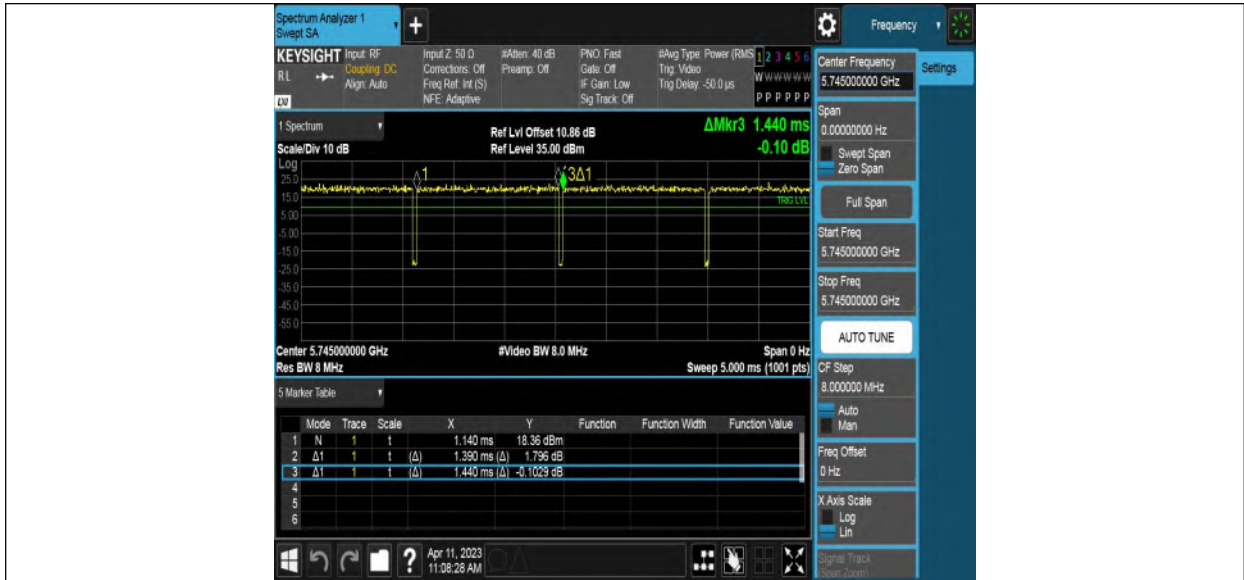 Spectrum Analyzer 1
Swept SA
Frequency
KEYSIGHT
Input: RF
Coupling: DC
Align: Auto
Input Z: 50 Ω
Corrections: Off
Freq Ref: Int (S)
NFE: Adaptive
#Atten: 40 dB
Preamp: Off
PNO: Fast
Gate: Off
IF Gain: Low
Sig Track: Off
#Avg Type: Power (RMS
Trig: Video
Trig Delay: -50.0 µs
1 2 3 4 5 6
W W W W W W
P P P P P P
RL
LXI
Center Frequency
5.745000000 GHz
Settings
Span
0.00000000 Hz
Swept Span
Zero Span
Full Span
Start Freq
5.745000000 GHz
Stop Freq
5.745000000 GHz
AUTO TUNE
CF Step
8.000000 MHz
Auto
Man
Freq Offset
0 Hz
X Axis Scale
Log
Lin
Signal Track
(Span Zoom)
1 Spectrum
Scale/Div 10 dB
Ref Lvl Offset 10.86 dB
Ref Level 35.00 dBm
ΔMkr3 1.440 ms
-0.10 dB
Log
25.0
15.0
5.00
-5.00
-15.0
-25.0
-35.0
-45.0
-55.0
1
3Δ1
TRIG LVL
Center 5.745000000 GHz
#Video BW 8.0 MHz
Span 0 Hz
Res BW 8 MHz
Sweep 5.000 ms (1001 pts)
5 Marker Table
Mode Trace Scale X Y Function Function Width Function Value
1 N 1 t 1.140 ms 18.36 dBm
2 Δ1 1 t (Δ) 1.390 ms (Δ) 1.796 dB
3 Δ1 1 t (Δ) 1.440 ms (Δ) -0.1029 dB
4
5
6
Apr 11, 2023
11:08:28 AM